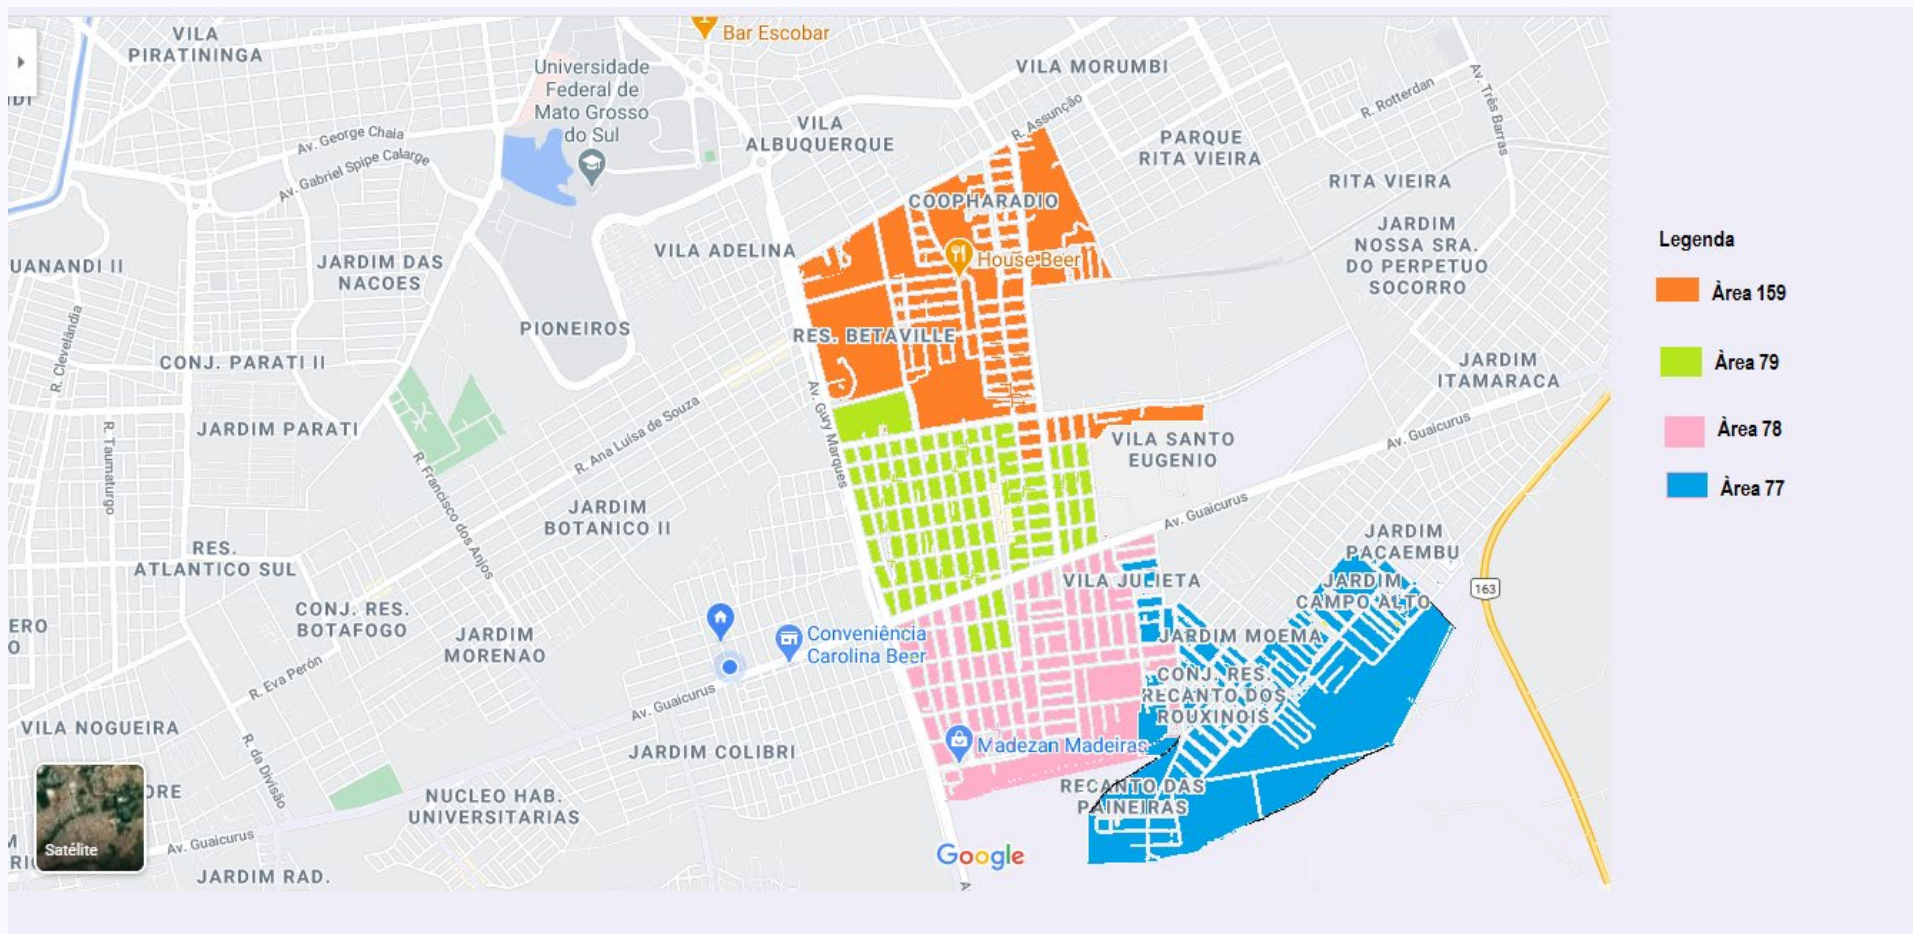 VILA
PIRATININGA
Bar Escobar
Universidade
Federal de
Mato Grosso
do Sul
VILA MORUMBI
Av. Três Barras
R. Rotterdan
R. Assunção
VILA
ALBUQUERQUE
PARQUE
RITA VIEIRA
Av. George Chaia
Av. Gabriel Spipe Calarge
RITA VIEIRA
COOPHARADIO
JARDIM
NOSSA SRA.
DO PERPETUO
SOCORRO
Legenda
UANANDI II
JARDIM DAS
NACOES
VILA ADELINA
House Beer
Àrea 159
PIONEIROS
RES. BETAVILLE
R. Clevelândia
CONJ. PARATI II
JARDIM
ITAMARACA
Àrea 79
Av. Gury Marques
R. Ana Luísa de Souza
JARDIM PARATI
R. Taumaturgo
R. Francisco dos Anjos
VILA SANTO
EUGENIO
Av. Guaicurus
Àrea 78
Àrea 77
JARDIM
BOTANICO II
Av. Guaicurus
JARDIM
PACAEMBU
RES.
ATLANTICO SUL
VILA JULIETA
JARDIM
CAMPO ALTO
163
CONJ. RES.
BOTAFOGO
JARDIM
MORENAO
Conveniência
Carolina Beer
JARDIM MOEMA
ERO
O
R. Eva Perón
CONJ. RES.
RECANTO DOS
ROUXINOIS
Av. Guaicurus
VILA NOGUEIRA
R. da Divisão
JARDIM COLIBRI
Madezan Madeiras
RECANTO DAS
PAINEIRAS
ORE
NUCLEO HAB.
UNIVERSITARIAS
Satélite
Av. Guaicurus
Google
JARDIM RAD.